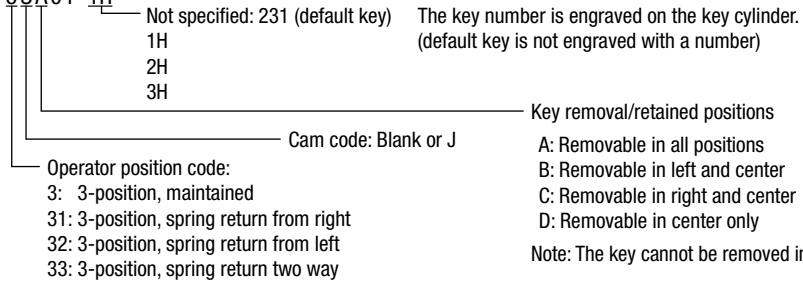 Not specified: 231 (default key)
1H
2H
3H
The key number is engraved on the key cylinder.
(default key is not engraved with a number)
Key removal/retained positions
A: Removable in all positions
B: Removable in left and center
C: Removable in right and center
D: Removable in center only
Note: The key cannot be removed
Cam code: Blank or J
Operator position code:
3: 3-position, maintained
31: 3-position, spring return from right
32: 3-position, spring return from left
33: 3-position, spring return two way